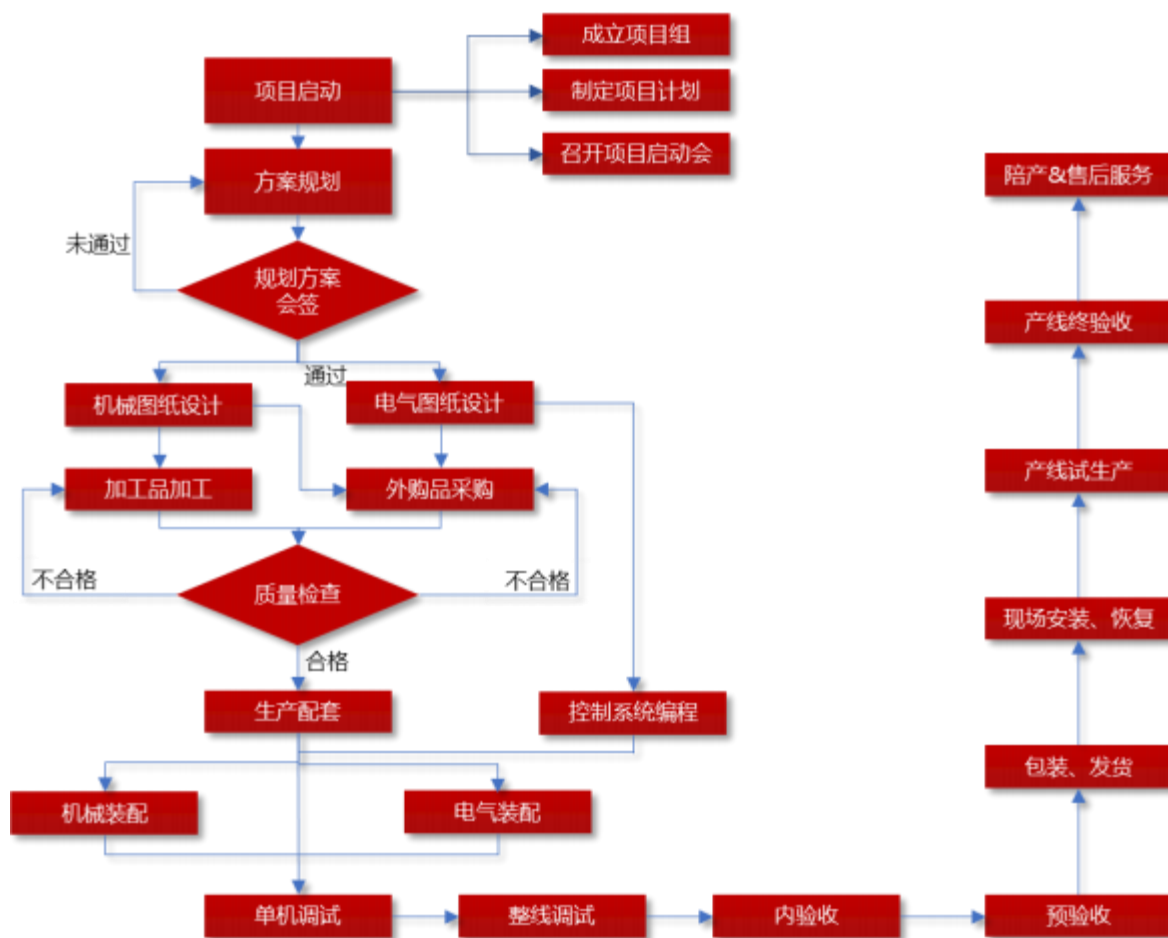 成立项目组
项目启动
制定项目计划
召开项目启动会
方案规划
未通过
规划方案
会签
通过
机械图纸设计
电气图纸设计
加工品加工
外购品采购
不合格
质量检查
不合格
合格
生产配套
控制系统编程
机械装配
电气装配
单机调试
整线调试
内验收
预验收
包装、发货
现场安装、恢复
产线试生产
产线终验收
陪产&售后服务